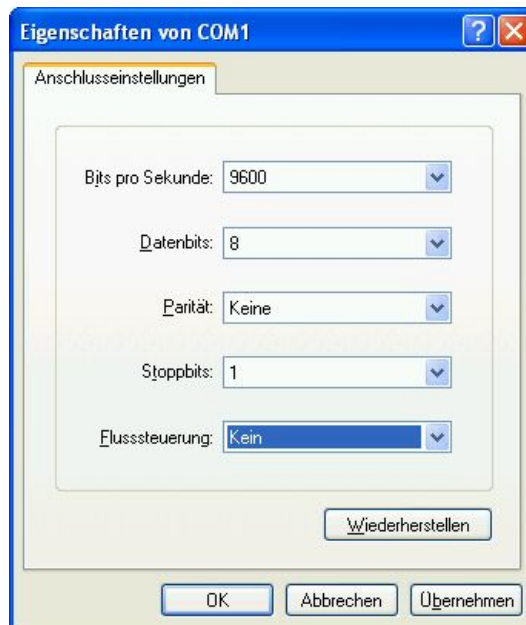 Eigenschaften von COM1
Anschlusseinstellungen
Bits pro Sekunde: 9600
Datenbits: 8
Parität: Keine
Stoppbits: 1
Flusssteuerung: Kein
Wiederherstellen
OK Abbrechen Übernehmen